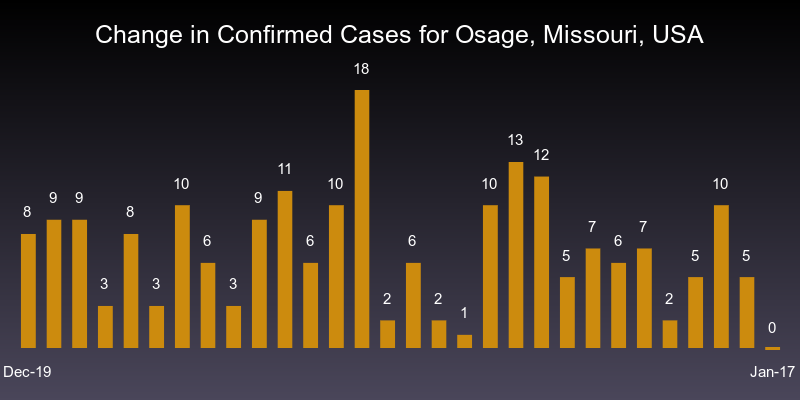 Change in Confirmed Cases for Osage, Missouri, USA
8 9 9 3 8 3 10 6 3 9 11 6 10 18 2 6 2 1 10 13 12 5 7 6 7 2 5 10 5 0
Dec-19 Jan-17